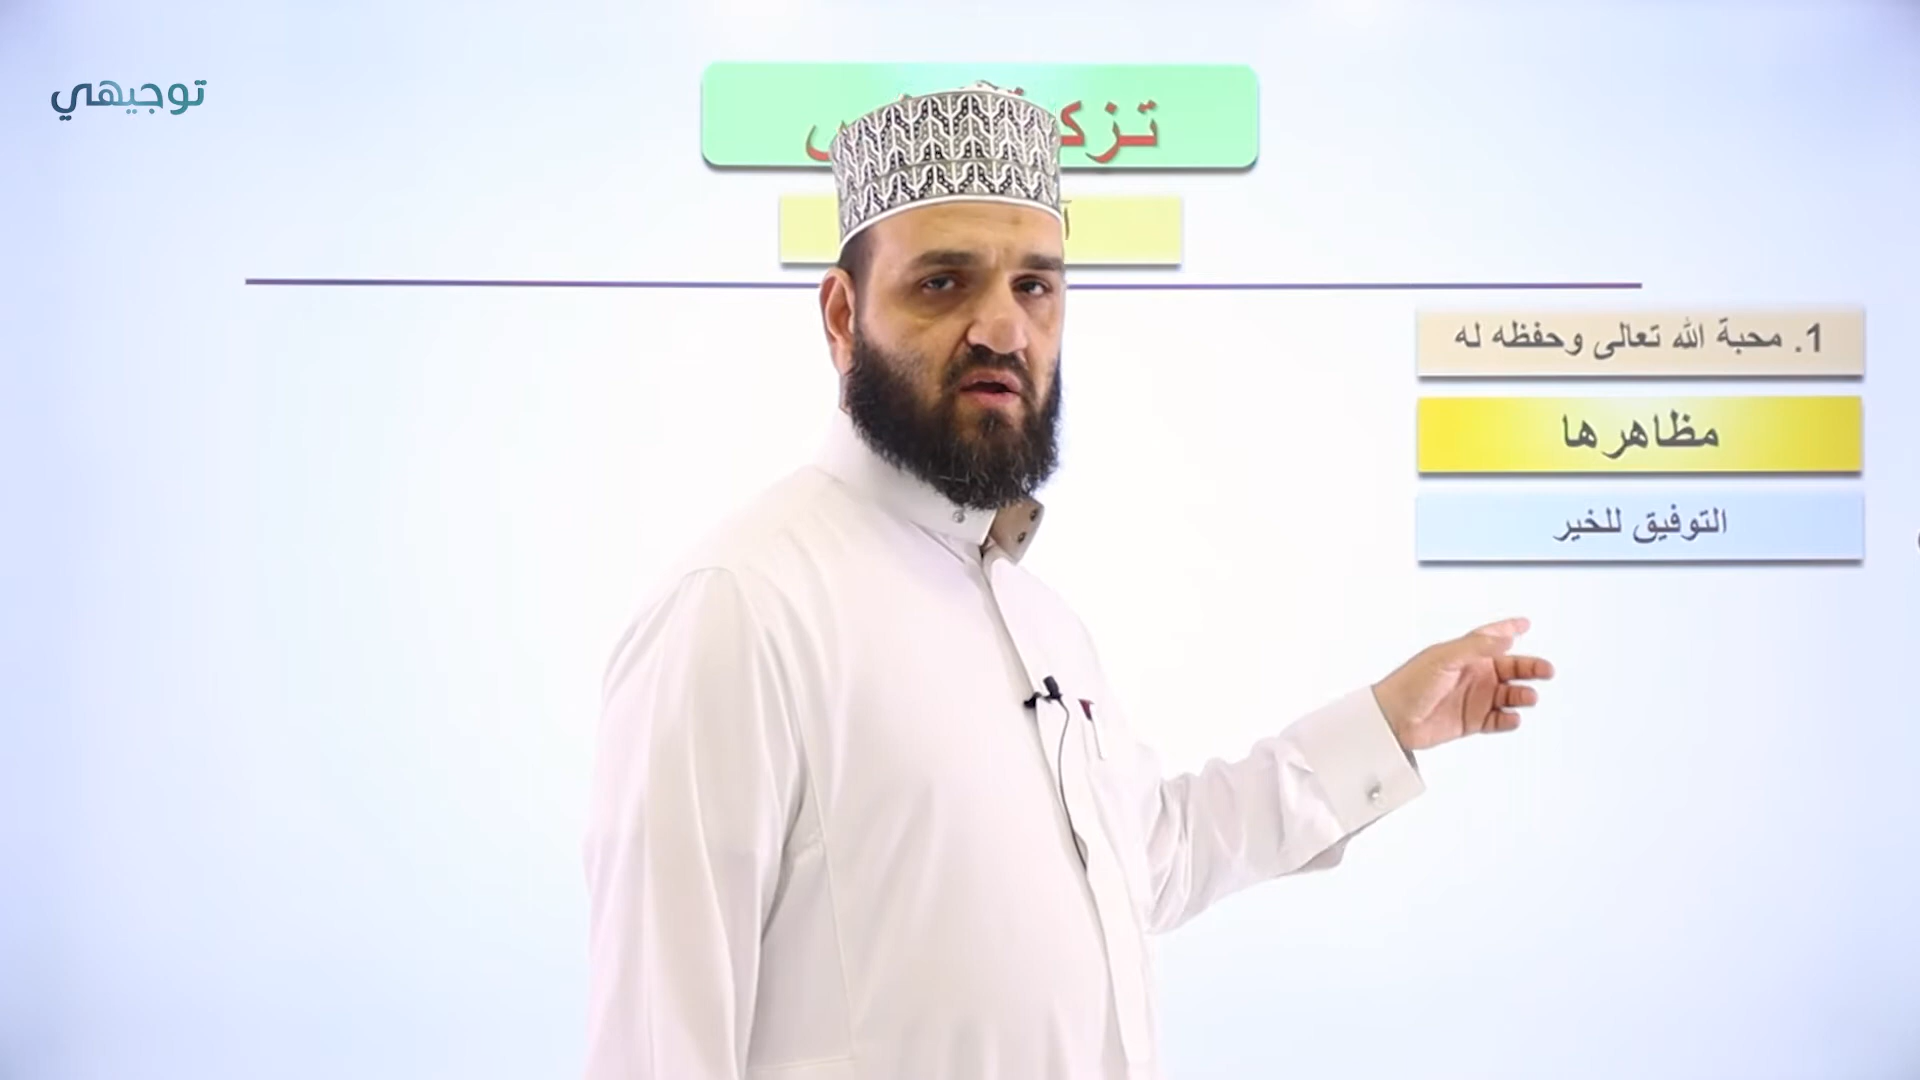 توجيهي
1. محبة الله تعالى وحفظه له
مظاهرها
التوفيق للخير